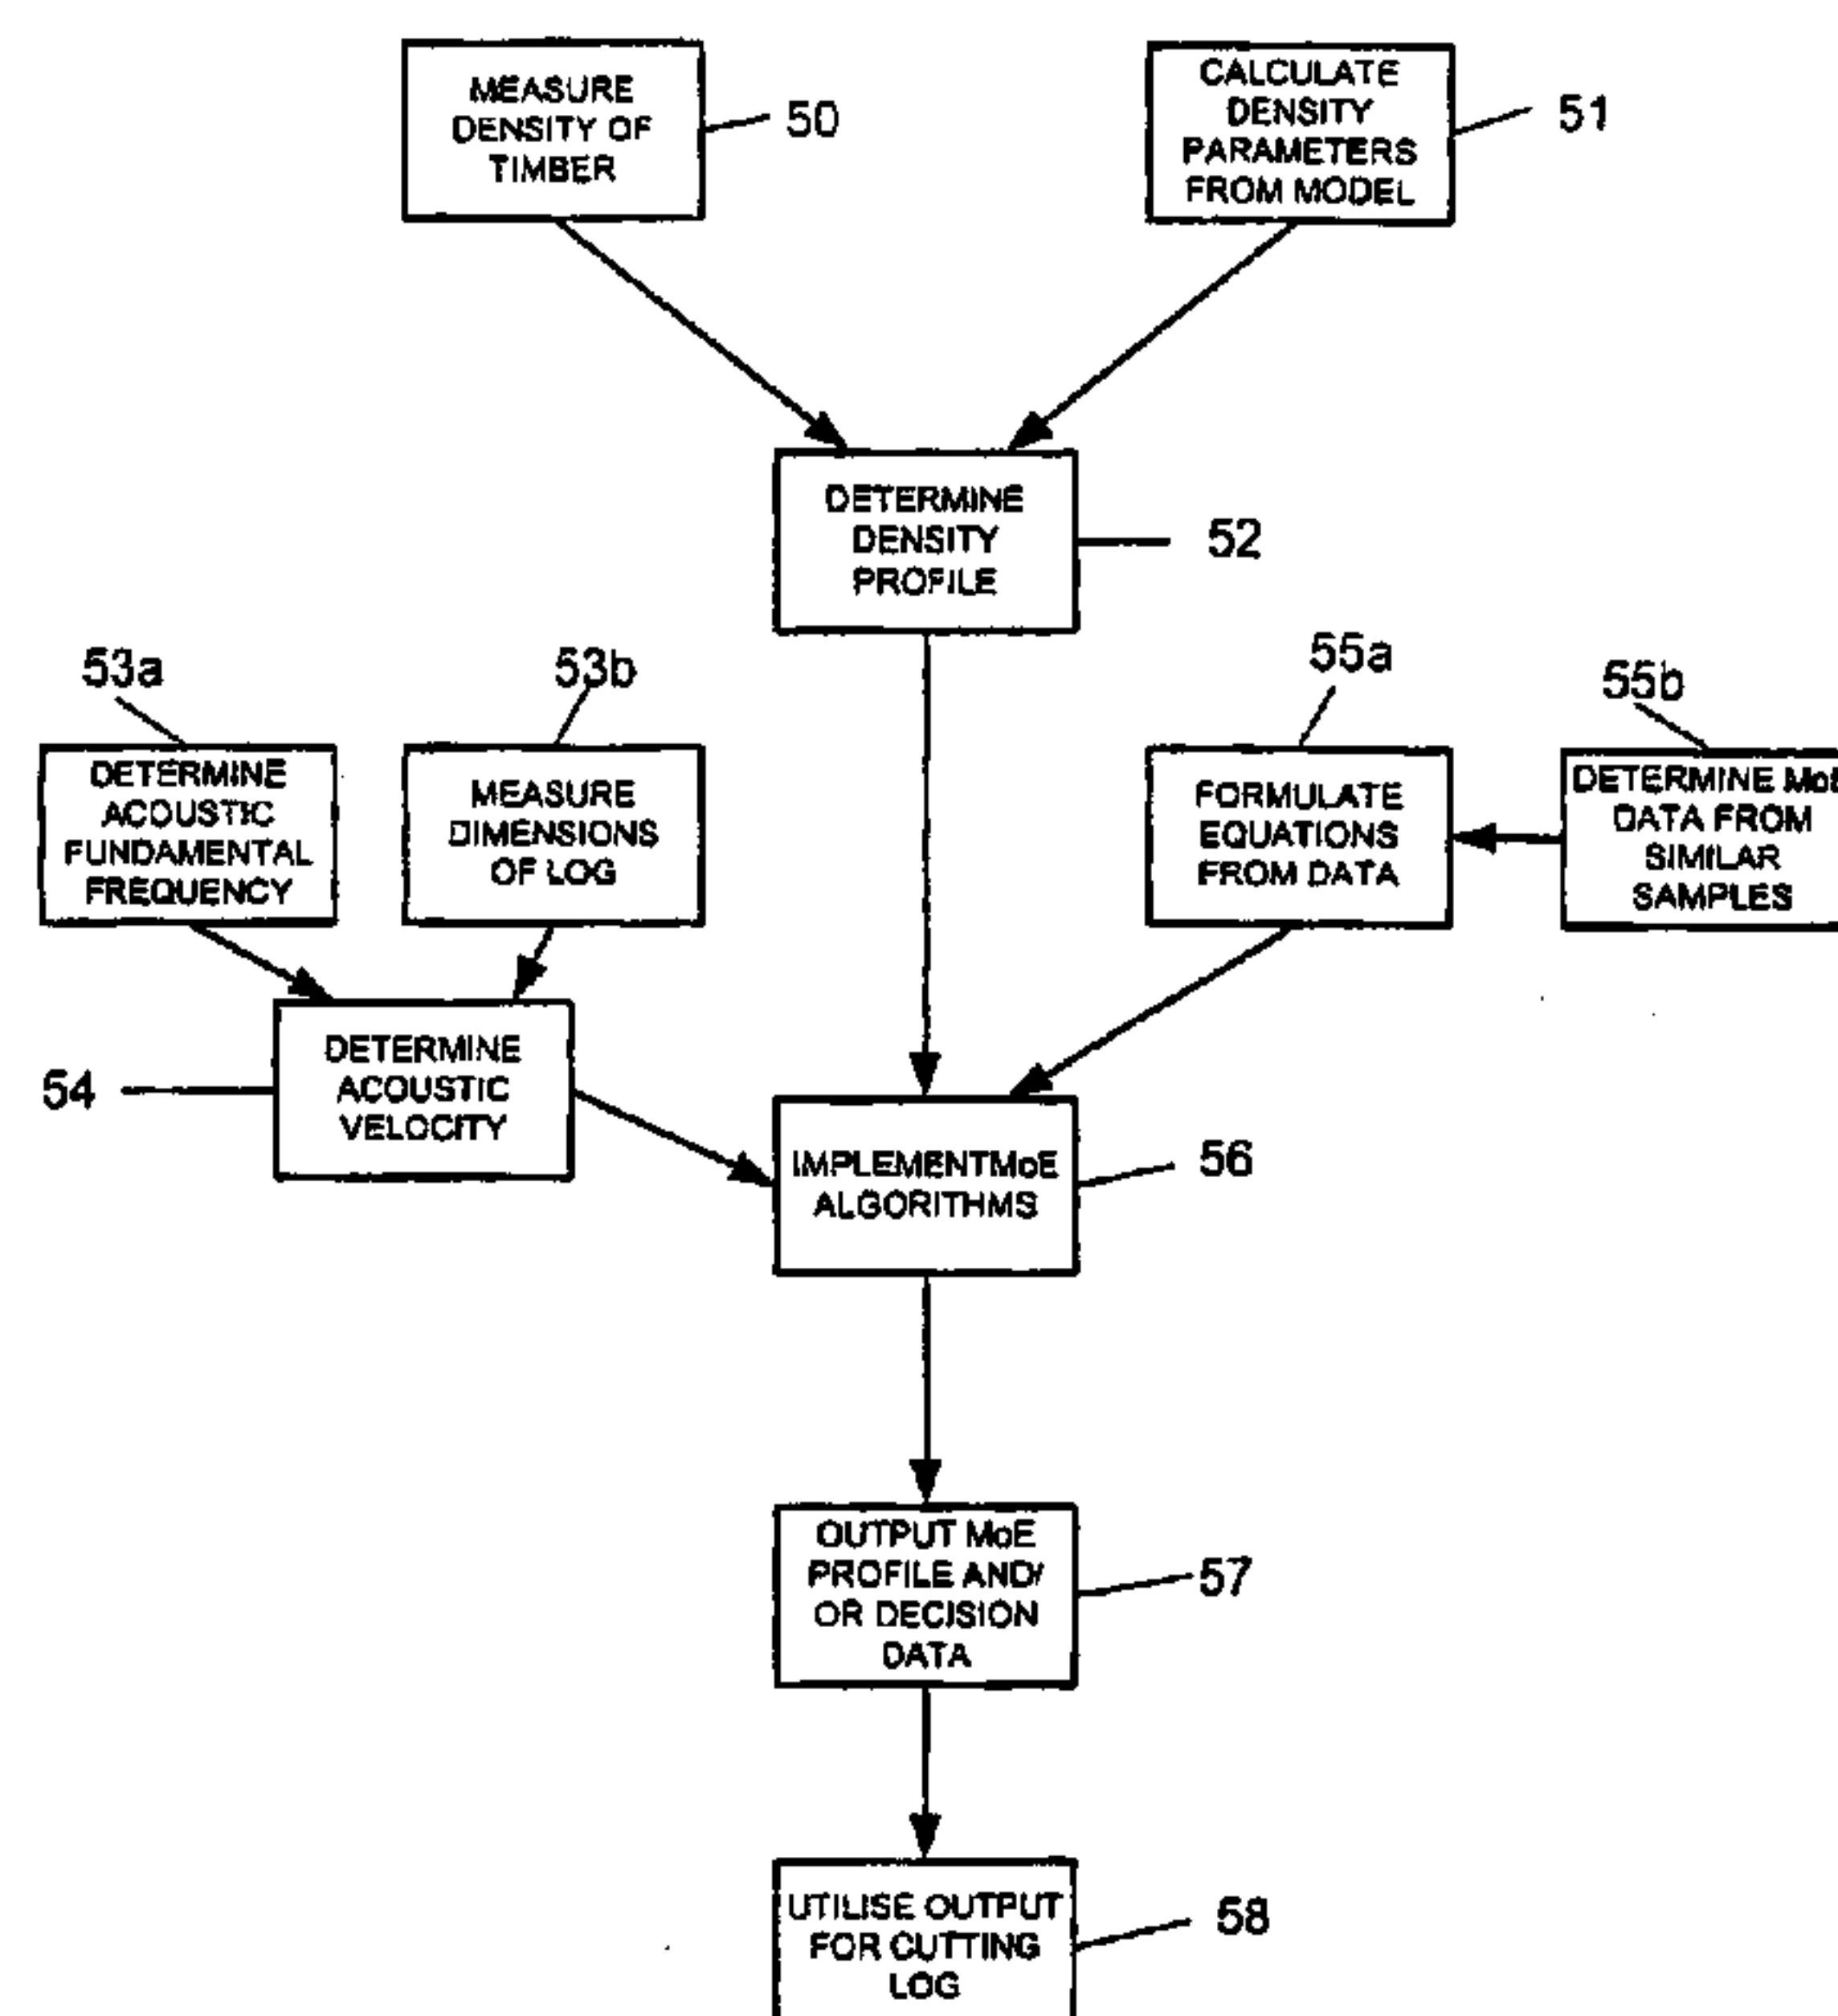 MEASURE
DENSITY OF
TIMBER
50
CALCULATE
DENSITY
PARAMETERS
FROM MODEL
51
DETERMINE
DENSITY
PROFILE
52
53a
53b
55a
55b
DETERMINE
ACOUSTIC
FUNDAMENTAL
FREQUENCY
MEASURE
DIMENSIONS
OF LOG
FORMULATE
EQUATIONS
FROM DATA
DETERMINE MoE
DATA FROM
SIMILAR
SAMPLES
54
DETERMINE
ACOUSTIC
VELOCITY
IMPLEMENTMoE
ALGORITHMS
56
OUTPUT MoE
PROFILE AND/
OR DECISION
DATA
57
UTILISE OUTPUT
FOR CUTTING
LOG
58